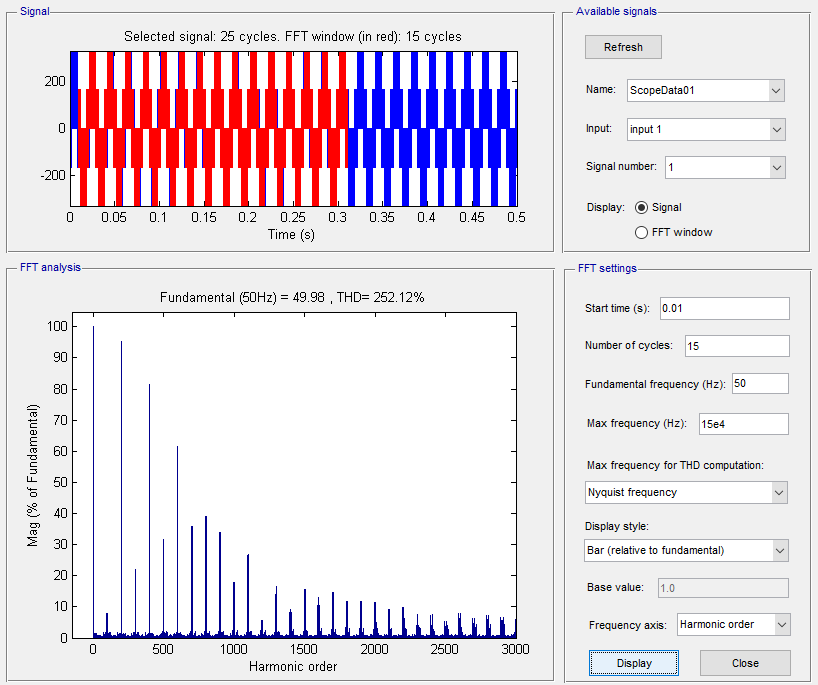 Signal
Selected signal: 25 cycles. FFT window (in red): 15 cycles
200
0
-200
0 0.05 0.1 0.15 0.2 0.25 0.3 0.35 0.4 0.45 0.5
Time (s)
Available signals
Refresh
Name: ScopeData01
Input: input 1
Signal number: 1
Display: Signal
FFT window
FFT analysis
Fundamental (50Hz) = 49.98 , THD= 252.12%
Mag (% of Fundamental)
100
90
80
70
60
50
40
30
20
10
0
0 500 1000 1500 2000 2500 3000
Harmonic order
FFT settings
Start time (s): 0.01
Number of cycles: 15
Fundamental frequency (Hz): 50
Max frequency (Hz): 15e4
Max frequency for THD computation:
Nyquist frequency
Display style:
Bar (relative to fundamental)
Base value: 1.0
Frequency axis: Harmonic order
Display Close